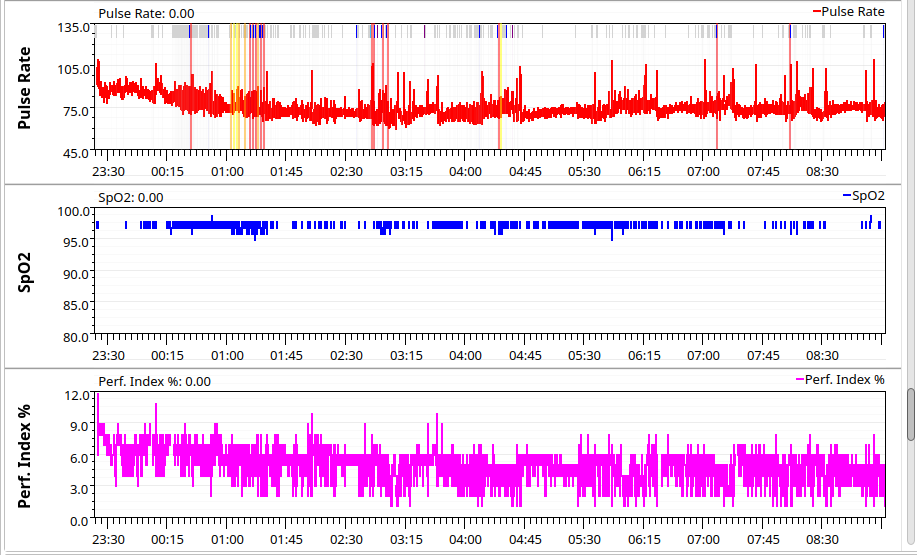 Pulse Rate: 0.00
Pulse Rate
Pulse Rate
135.0
105.0
75.0
45.0
23:30 00:15 01:00 01:45 02:30 03:15 04:00 04:45 05:30 06:15 07:00 07:45 08:30
SpO2: 0.00
SpO2
SpO2
100.0
95.0
90.0
85.0
80.0
23:30 00:15 01:00 01:45 02:30 03:15 04:00 04:45 05:30 06:15 07:00 07:45 08:30
Perf. Index %: 0.00
Perf. Index %
Perf. Index %
12.0
9.0
6.0
3.0
0.0
23:30 00:15 01:00 01:45 02:30 03:15 04:00 04:45 05:30 06:15 07:00 07:45 08:30